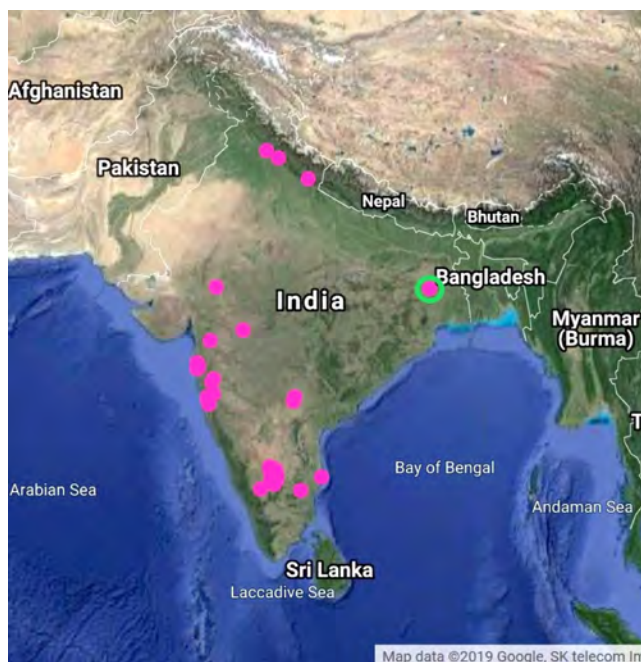 Afghanistan
Pakistan
Nepal
Bhutan
India
Bangladesh
Myanmar
(Burma)
T
Arabian Sea
Bay of Bengal
Andaman Sea
Sri Lanka
Laccadive Sea
Map data ©2019 Google, SK telecom In